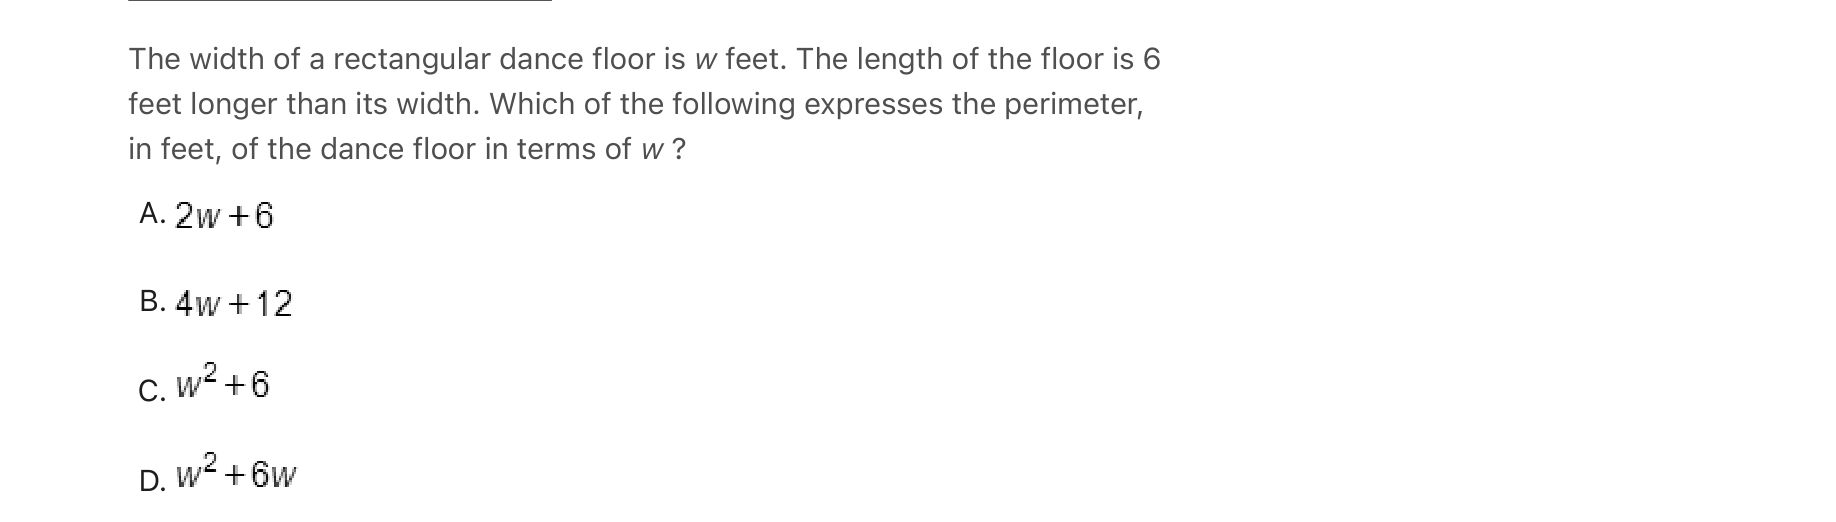 The width of a rectangular dance floor is w feet. The length of the floor is 6
feet longer than its width. Which of the following expresses the perimeter,
in feet, of the dance floor in terms of w ?
A. 2w + 6
B. 4w + 12
C. w² + 6
D. w² + 6w